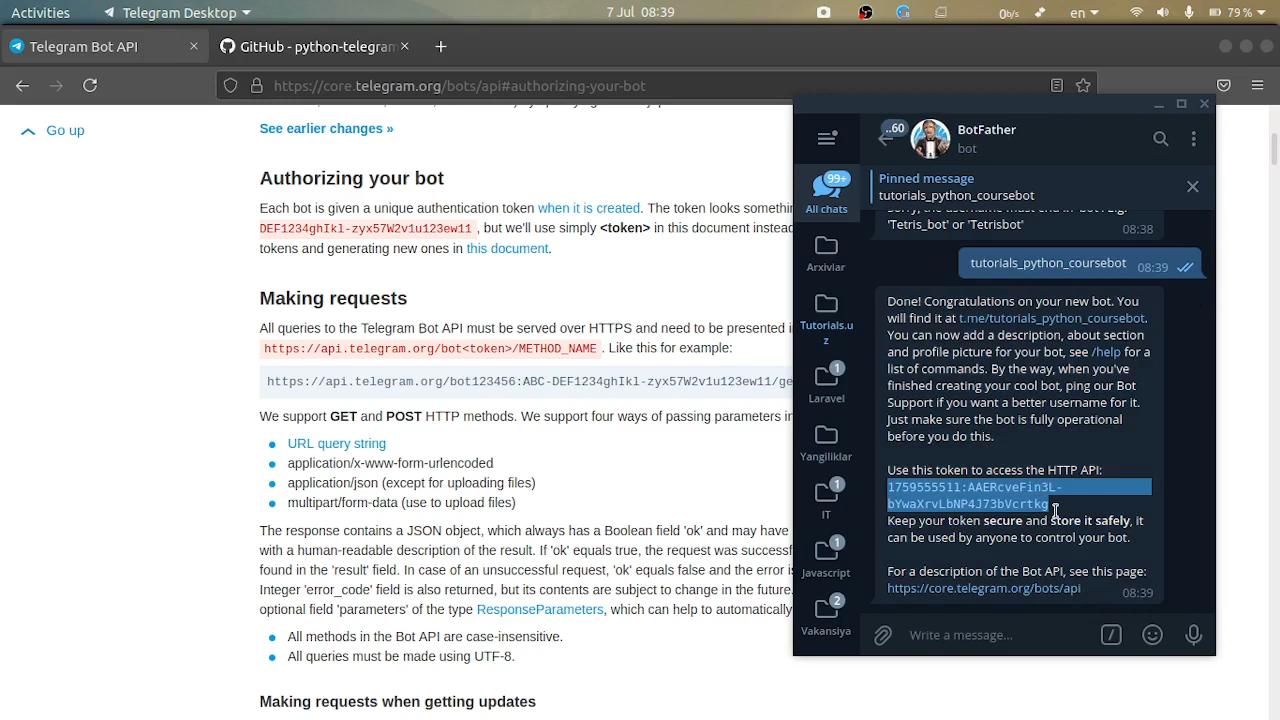 Activities
Telegram Desktop
7 Jul 08:39
0b/s
en
79 %
Telegram Bot API
GitHub - python-telegram
https://core.telegram.org/bots/api#authorizing-your-bot
Go up
See earlier changes »
Authorizing your bot
Each bot is given a unique authentication token when it is created. The token looks somethin
DEF1234ghIkl-zyx57W2v1u123ew11 , but we'll use simply <token> in this document instead
tokens and generating new ones in this document.
Making requests
All queries to the Telegram Bot API must be served over HTTPS and need to be presented i
https://api.telegram.org/bot<token>/METHOD_NAME . Like this for example:
https://api.telegram.org/bot123456:ABC-DEF1234ghIkl-zyx57W2v1u123ew11/ge
We support GET and POST HTTP methods. We support four ways of passing parameters in
URL query string
application/x-www-form-urlencoded
application/json (except for uploading files)
multipart/form-data (use to upload files)
The response contains a JSON object, which always has a Boolean field 'ok' and may have
with a human-readable description of the result. If 'ok' equals true, the request was successf
found in the 'result' field. In case of an unsuccessful request, 'ok' equals false and the error is
Integer 'error_code' field is also returned, but its contents are subject to change in the future.
optional field 'parameters' of the type ResponseParameters, which can help to automatically
All methods in the Bot API are case-insensitive.
All queries must be made using UTF-8.
Making requests when getting updates
..60
BotFather
bot
99+
All chats
Arxivlar
Tutorials.u
z
1
Laravel
Yangiliklar
1
IT
1
Javascript
2
Vakansiya
Pinned message
tutorials_python_coursebot
'Tetris_bot' or 'Tetrisbot'
08:38
tutorials_python_coursebot
08:39
Done! Congratulations on your new bot. You
will find it at t.me/tutorials_python_coursebot.
You can now add a description, about section
and profile picture for your bot, see /help for a
list of commands. By the way, when you've
finished creating your cool bot, ping our Bot
Support if you want a better username for it.
Just make sure the bot is fully operational
before you do this.
Use this token to access the HTTP API:
1759555511:AAERcveFin3L-
bYwaXrvLbNP4J73bVcrtkg
Keep your token secure and store it safely, it
can be used by anyone to control your bot.
For a description of the Bot API, see this page:
https://core.telegram.org/bots/api
08:39
Write a message...